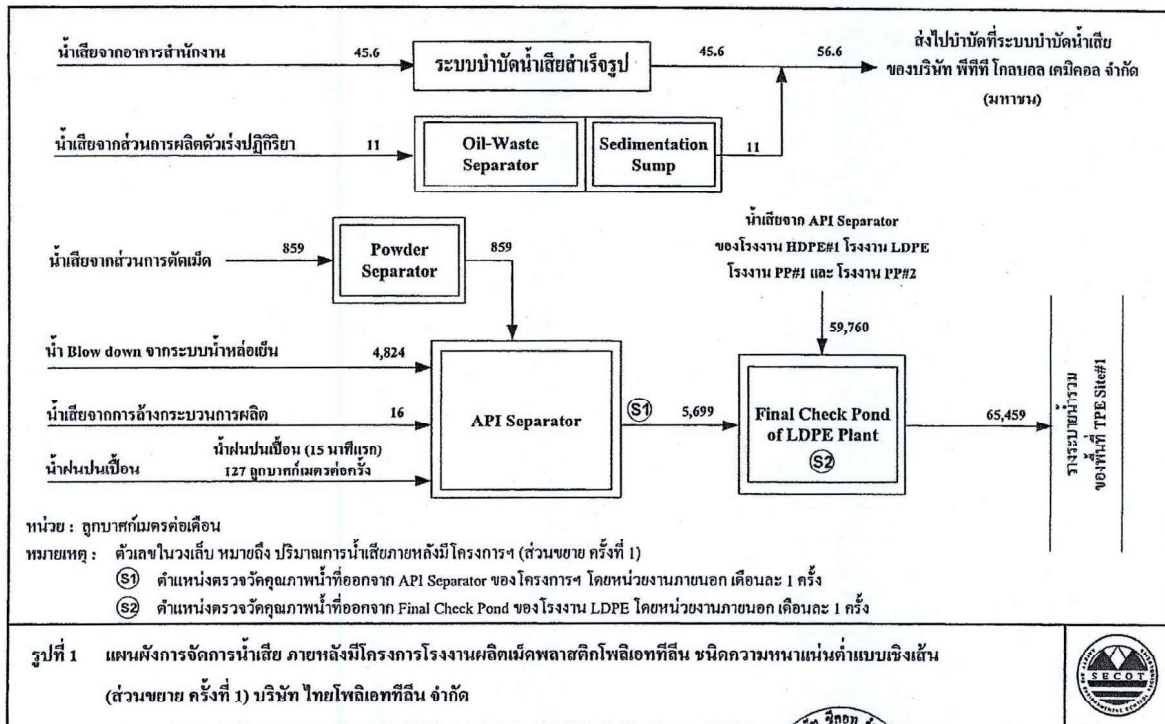 น้ำเสียจากอาคารสำนักงาน
45.6
ระบบบำบัดน้ำเสียสำเร็จรูป
45.6
56.6
ส่งไปบำบัดที่ระบบบำบัดน้ำเสีย
ของบริษัท พีทีที โกลบอล เคมิคอล จำกัด
(มหาชน)
น้ำเสียจากส่วนการผลิตตัวเร่งปฏิกิริยา
11
Oil-Waste
Separator
Sedimentation
Sump
11
น้ำเสียจากส่วนการตัดเม็ด
859
Powder
Separator
859
น้ำเสียจาก API Separator
ของโรงงาน HDPE#1 โรงงาน LDPE
โรงงาน PP#1 และ โรงงาน PP#2
59,760
น้ำ Blow down จากระบบน้ำหล่อเย็น
4,824
น้ำเสียจากการล้างกระบวนการผลิต
16
น้ำฝนปนเปื้อน
น้ำฝนปนเปื้อน (15 นาทีแรก)
127 ลูกบาศก์เมตรต่อครั้ง
API Separator
S1
5,699
Final Check Pond
of LDPE Plant
S2
65,459
รางระบายน้ำรวม
ของพื้นที่ TPE Site#1
หน่วย : ลูกบาศก์เมตรต่อเดือน
หมายเหตุ : ตัวเลขในวงเล็บ หมายถึง ปริมาณการน้ำเสียภายหลังมีโครงการฯ (ส่วนขยาย ครั้งที่ 1)
S1 ตำแหน่งตรวจวัดคุณภาพน้ำที่ออกจาก API Separator ของโครงการฯ โดยหน่วยงานภายนอก เดือนละ 1 ครั้ง
S2 ตำแหน่งตรวจวัดคุณภาพน้ำที่ออกจาก Final Check Pond ของโรงงาน LDPE โดยหน่วยงานภายนอก เดือนละ 1 ครั้ง
รูปที่ 1 แผนผังการจัดการน้ำเสีย ภายหลังมีโครงการโรงงานผลิตเม็ดพลาสติกโพลิเอททีลีน ชนิดความหนาแน่นต่ำแบบเชิงเส้น
(ส่วนขยาย ครั้งที่ 1) บริษัท ไทยโพลิเอททีลีน จำกัด
SECOT